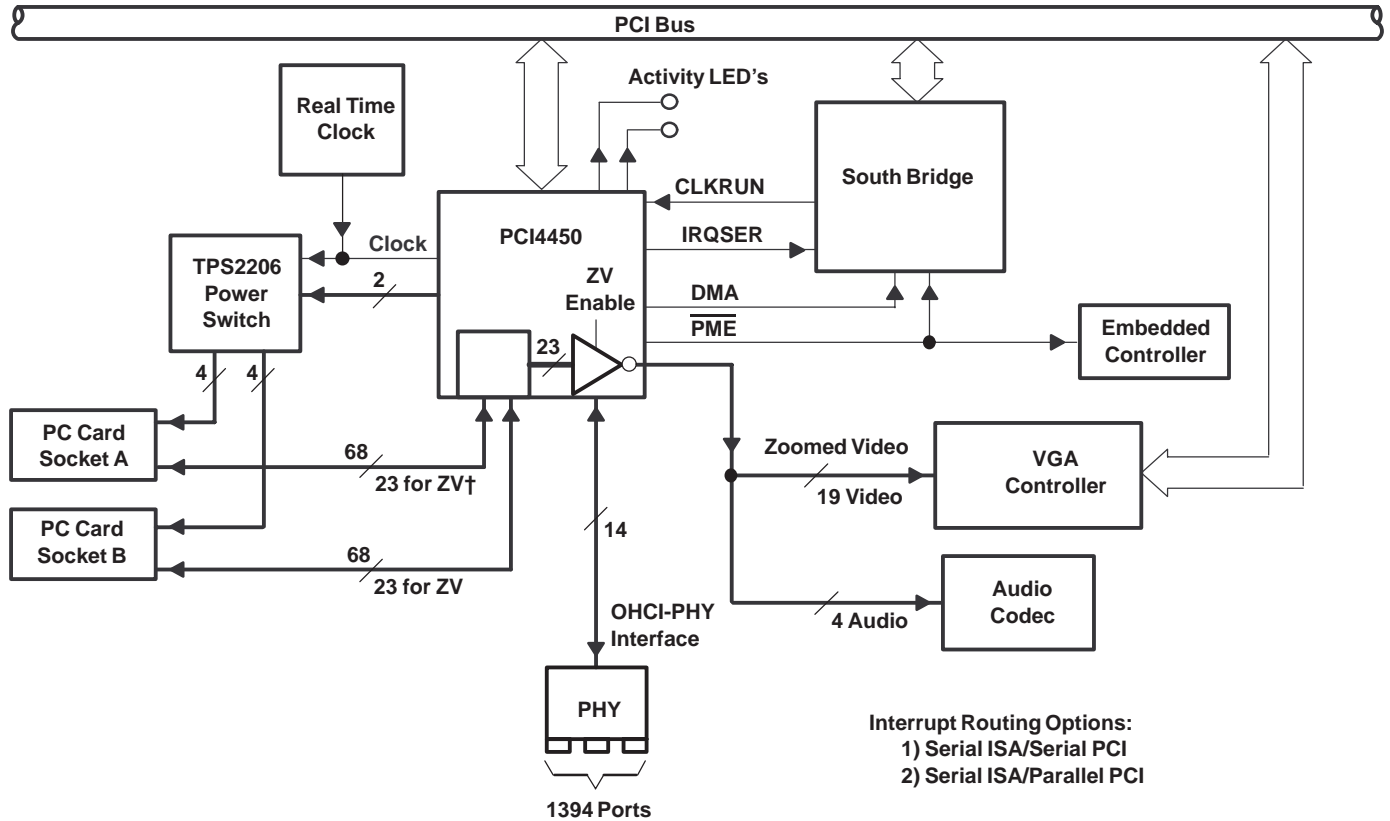 PCI Bus
Activity LED's
Real Time
Clock
South Bridge
CLKRUN
PCI4450
IRQSER
Clock
TPS2206
Power
Switch
2
ZV
Enable
DMA
PME
Embedded
Controller
23
4
4
PC Card
Socket A
68
23 for ZV†
Zoomed Video
19 Video
VGA
Controller
PC Card
Socket B
68
23 for ZV
14
Audio
Codec
4 Audio
OHCI-PHY
Interface
PHY
1394 Ports
Interrupt Routing Options:
1) Serial ISA/Serial PCI
2) Serial ISA/Parallel PCI